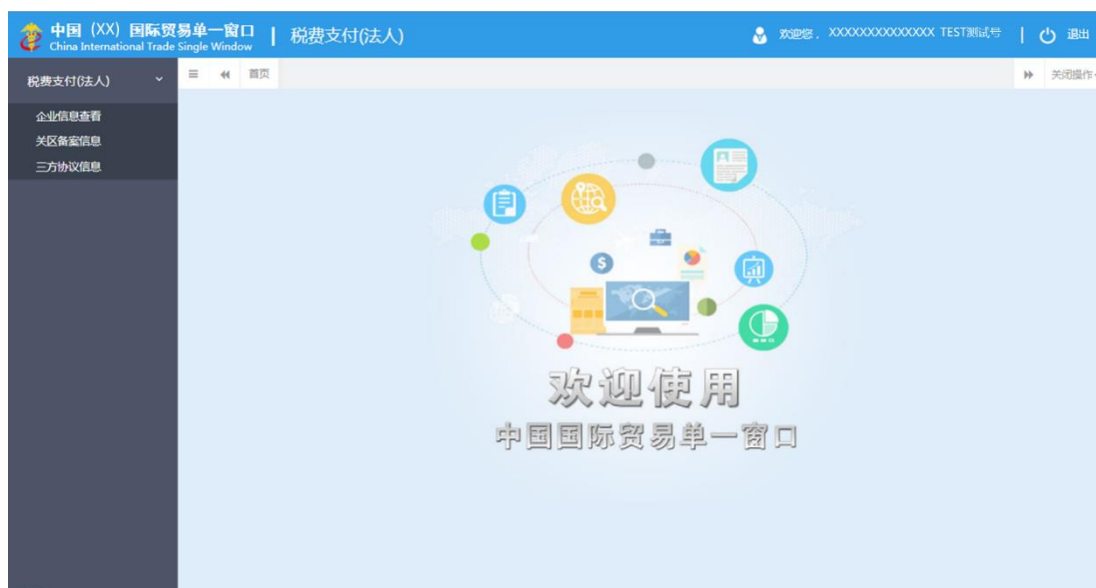 中国（XX）国际贸易单一窗口
China International Trade Single Window
税费支付(法人)
欢迎您，XXXXXXXXXXXXXX TEST测试号
退出
税费支付(法人)
首页
关闭操作
企业信息查看
关区备案信息
三方协议信息
欢迎使用
中国国际贸易单一窗口